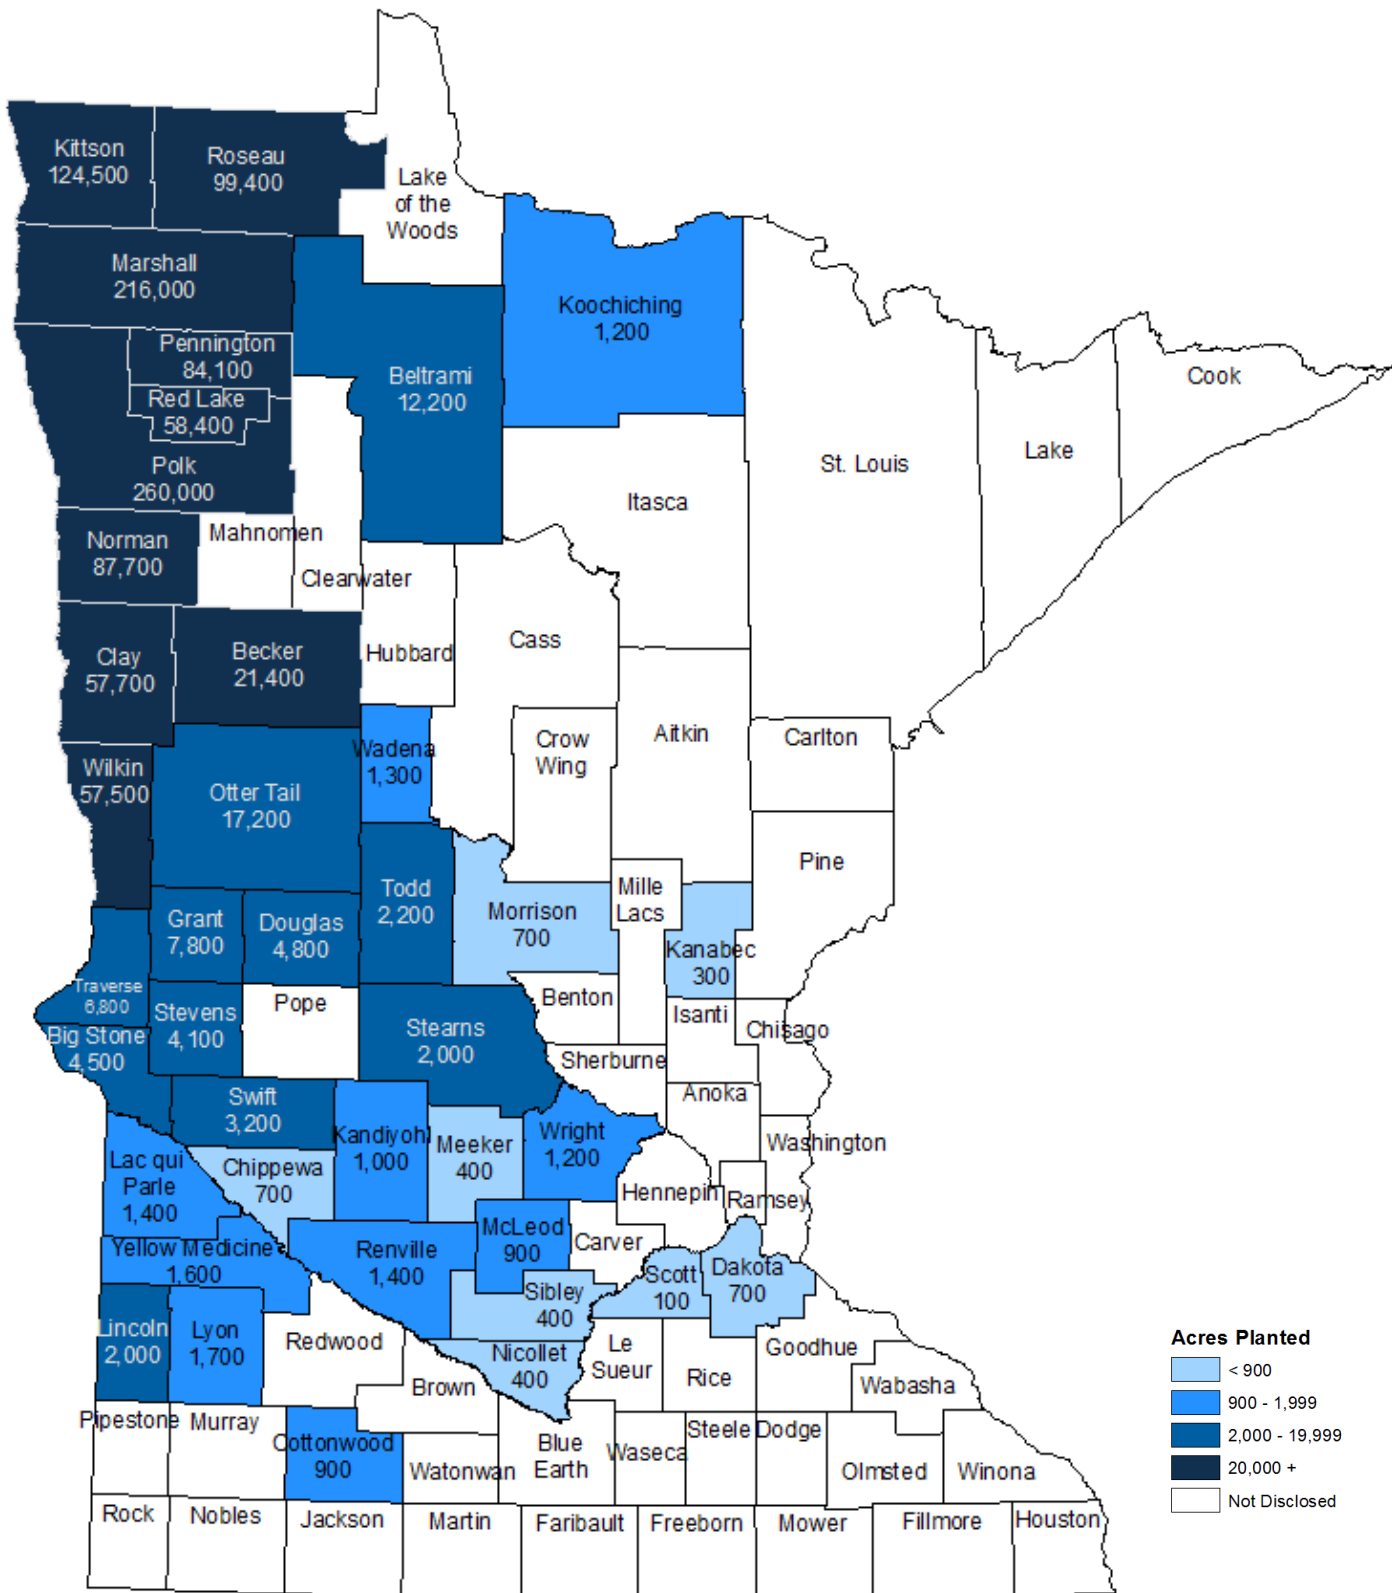 Kittson
124,500
Roseau
99,400
Lake
of the
Woods
Marshall
216,000
Koochiching
1,200
Pennington
84,100
Red Lake
58,400
Beltrami
12,200
Cook
Lake
St. Louis
Polk
260,000
Itasca
Norman
87,700
Mahnomen
Clearwater
Clay
57,700
Becker
21,400
Hubbard
Cass
Wadena
1,300
Crow
Wing
Aitkin
Carlton
Wilkin
57,500
Otter Tail
17,200
Pine
Grant
7,800
Douglas
4,800
Todd
2,200
Morrison
700
Mille
Lacs
Kanabec
300
Traverse
6,800
Stevens
4,100
Pope
Benton
Isanti
Chisago
Big Stone
4,500
Stearns
2,000
Sherburne
Swift
3,200
Anoka
Kandiyohi
1,000
Meeker
400
Wright
1,200
Washington
Lac qui
Parle
1,400
Chippewa
700
Hennepin
Ramsey
McLeod
900
Carver
Yellow Medicine
1,600
Renville
1,400
Scott
100
Dakota
700
Sibley
400
Lincoln
2,000
Lyon
1,700
Redwood
Nicollet
400
Le
Sueur
Rice
Goodhue
Wabasha
Brown
Pipestone
Murray
Cottonwood
900
Watonwan
Blue
Earth
Waseca
Steele
Dodge
Olmsted
Winona
Rock
Nobles
Jackson
Martin
Faribault
Freeborn
Mower
Fillmore
Houston
Acres Planted
< 900
900 - 1,999
2,000 - 19,999
20,000 +
Not Disclosed